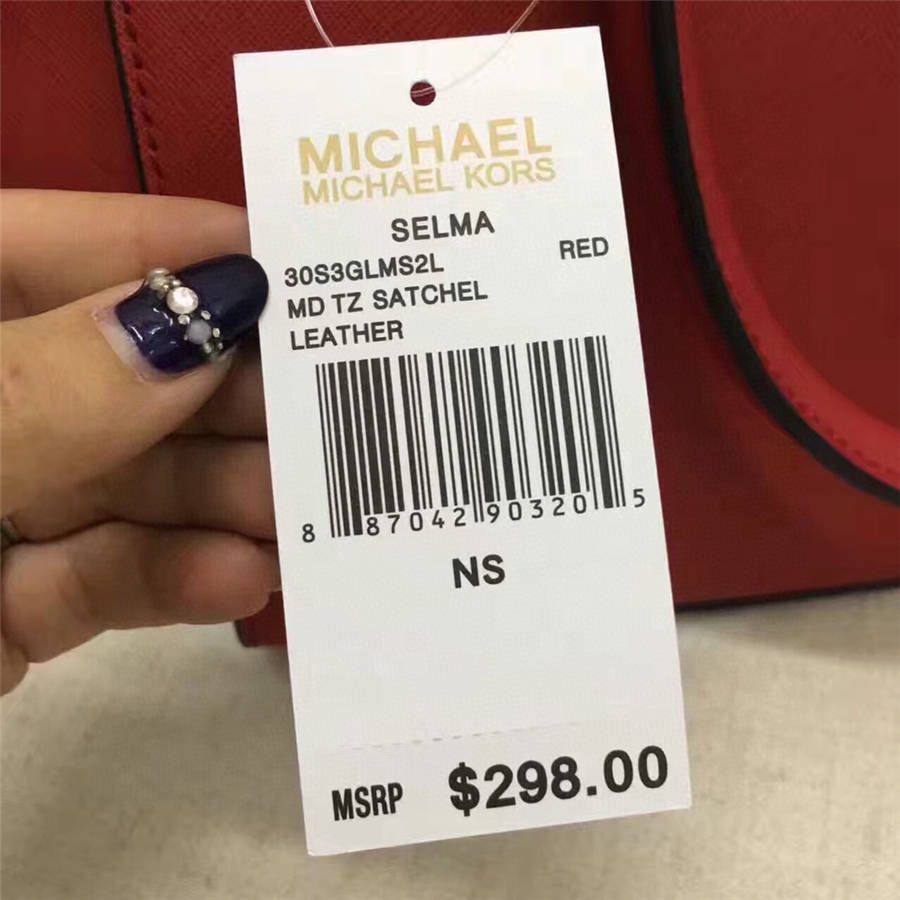 MICHAEL
MICHAEL KORS
SELMA
30S3GLMS2L RED
MD TZ SATCHEL
LEATHER
8 87042 90320 5
NS
MSRP $298.00